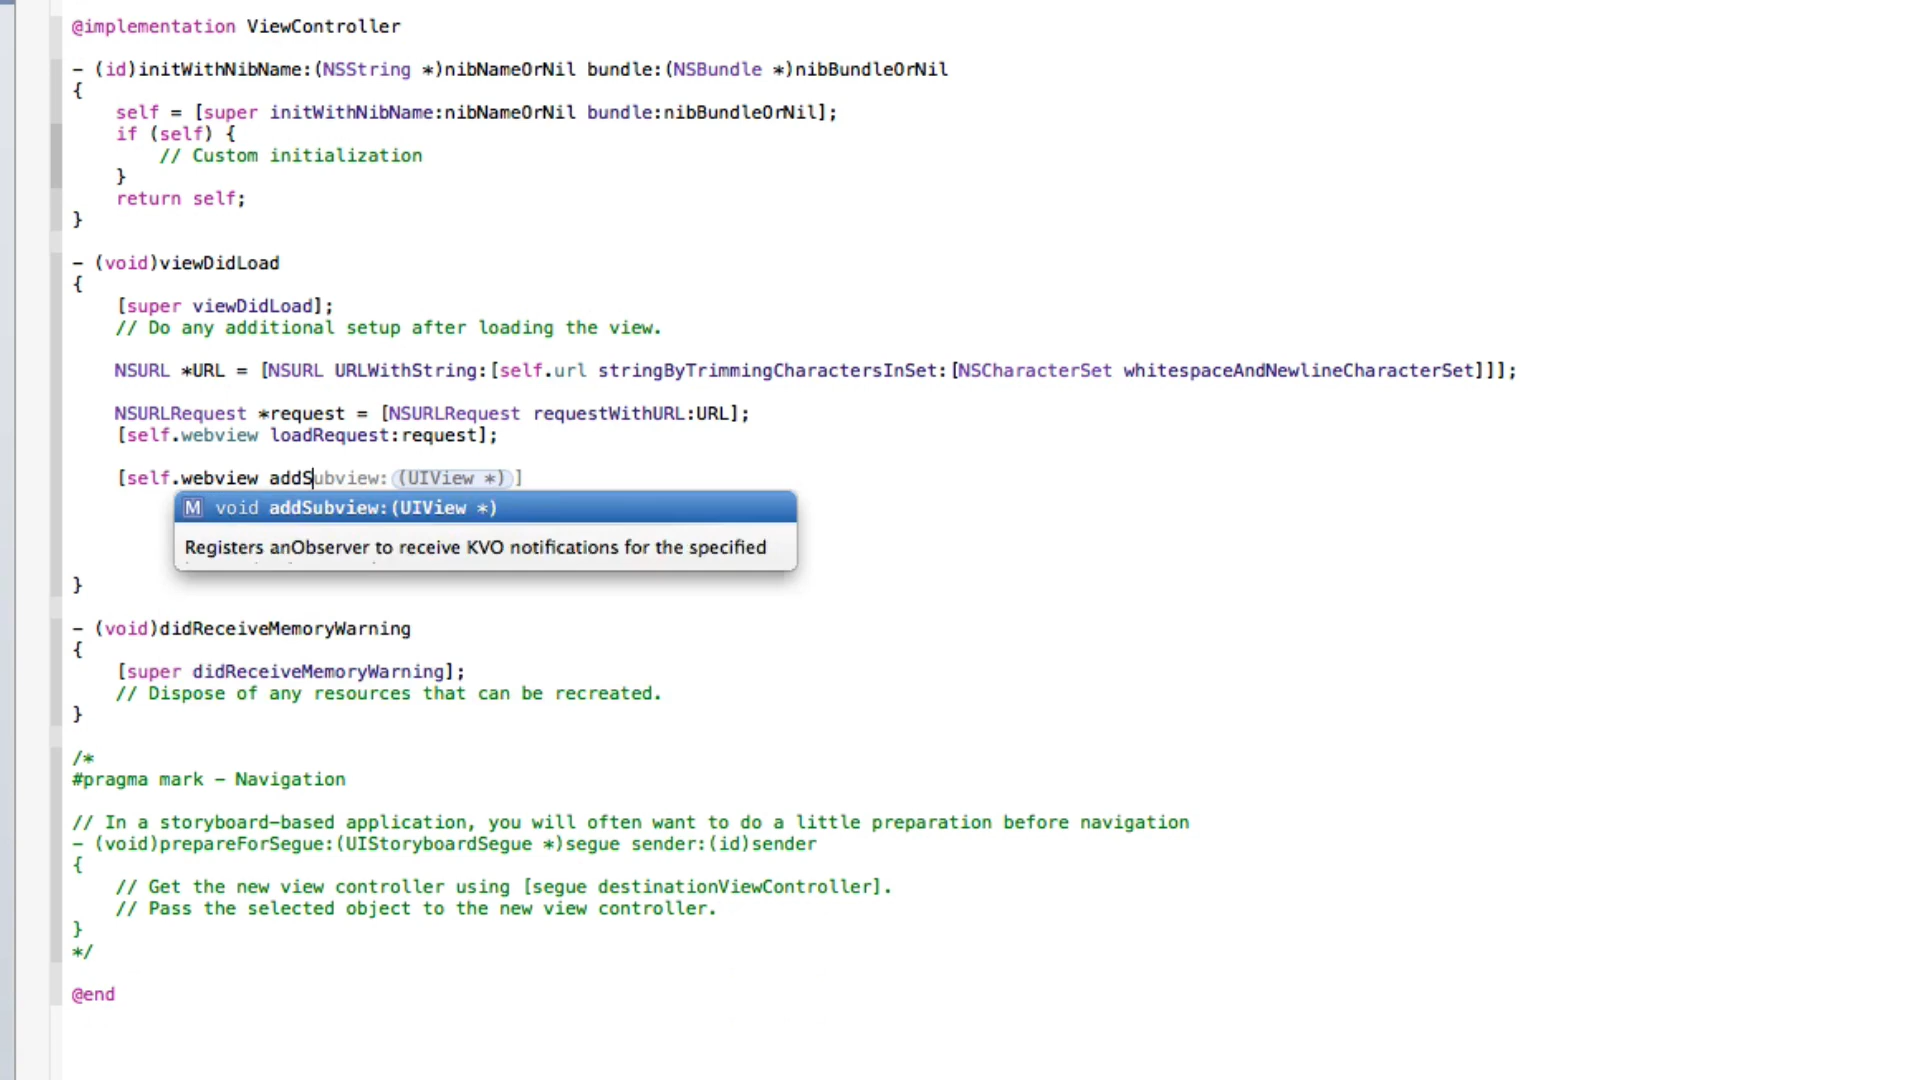 @implementation ViewController
- (id)initWithNibName:(NSString *)nibNameOrNil bundle:(NSBundle *)nibBundleOrNil
{
self = [super initWithNibName:nibNameOrNil bundle:nibBundleOrNil];
if (self) {
// Custom initialization
}
return self;
}
- (void)viewDidLoad
{
[super viewDidLoad];
// Do any additional setup after loading the view.
NSURL *URL = [NSURL URLWithString:[self.url stringByTrimmingCharactersInSet:[NSCharacterSet whitespaceAndNewlineCharacterSet]]];
NSURLRequest *request = [NSURLRequest requestWithURL:URL];
[self.webview loadRequest:request];
[self.webview addSubview:(UIView *)]
M void addSubview:(UIView *)
Registers anObserver to receive KVO notifications for the specified
}
- (void)didReceiveMemoryWarning
{
[super didReceiveMemoryWarning];
// Dispose of any resources that can be recreated.
}
/*
#pragma mark - Navigation
// In a storyboard-based application, you will often want to do a little preparation before navigation
- (void)prepareForSegue:(UIStoryboardSegue *)segue sender:(id)sender
{
// Get the new view controller using [segue destinationViewController].
// Pass the selected object to the new view controller.
}
*/
@end